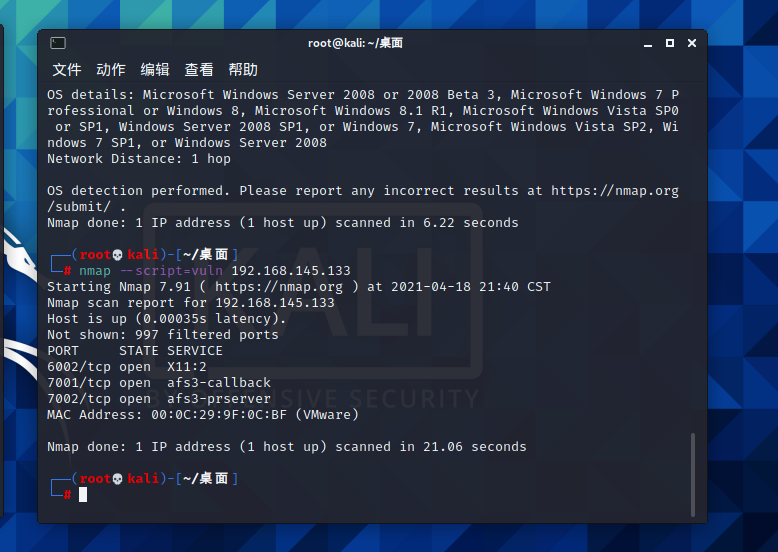 root@kali: ~/桌面
文件 动作 编辑 查看 帮助
OS details: Microsoft Windows Server 2008 or 2008 Beta 3, Microsoft Windows 7 P
rofessional or Windows 8, Microsoft Windows 8.1 R1, Microsoft Windows Vista SP0
 or SP1, Windows Server 2008 SP1, or Windows 7, Microsoft Windows Vista SP2, Wi
ndows 7 SP1, or Windows Server 2008
Network Distance: 1 hop
OS detection performed. Please report any incorrect results at https://nmap.org
/submit/ .
Nmap done: 1 IP address (1 host up) scanned in 6.22 seconds
┌──(root💀kali)-[~/桌面]
└─# nmap --script=vuln 192.168.145.133
Starting Nmap 7.91 ( https://nmap.org ) at 2021-04-18 21:40 CST
Nmap scan report for 192.168.145.133
Host is up (0.00035s latency).
Not shown: 997 filtered ports
PORT     STATE SERVICE
6002/tcp open  X11:2
7001/tcp open  afs3-callback
7002/tcp open  afs3-prserver
MAC Address: 00:0C:29:9F:0C:BF (VMware)
Nmap done: 1 IP address (1 host up) scanned in 21.06 seconds
┌──(root💀kali)-[~/桌面]
└─#
KALI
BY OFFENSIVE SECURITY